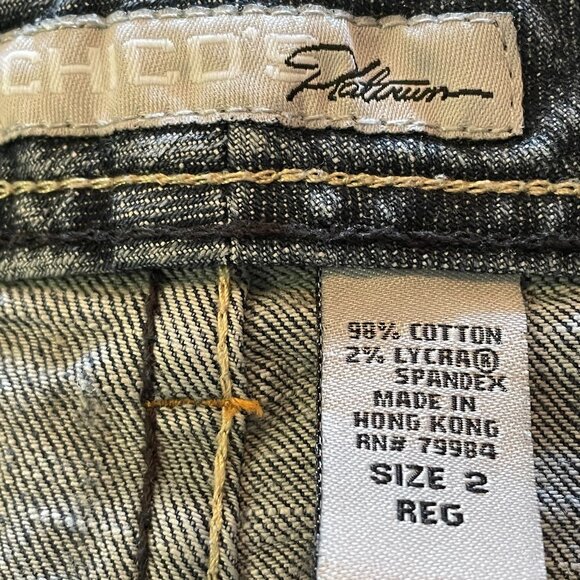 CHICO'S Platinum
98% COTTON
2% LYCRA®
SPANDEX
MADE IN
HONG KONG
RN# 79984
SIZE 2
REG